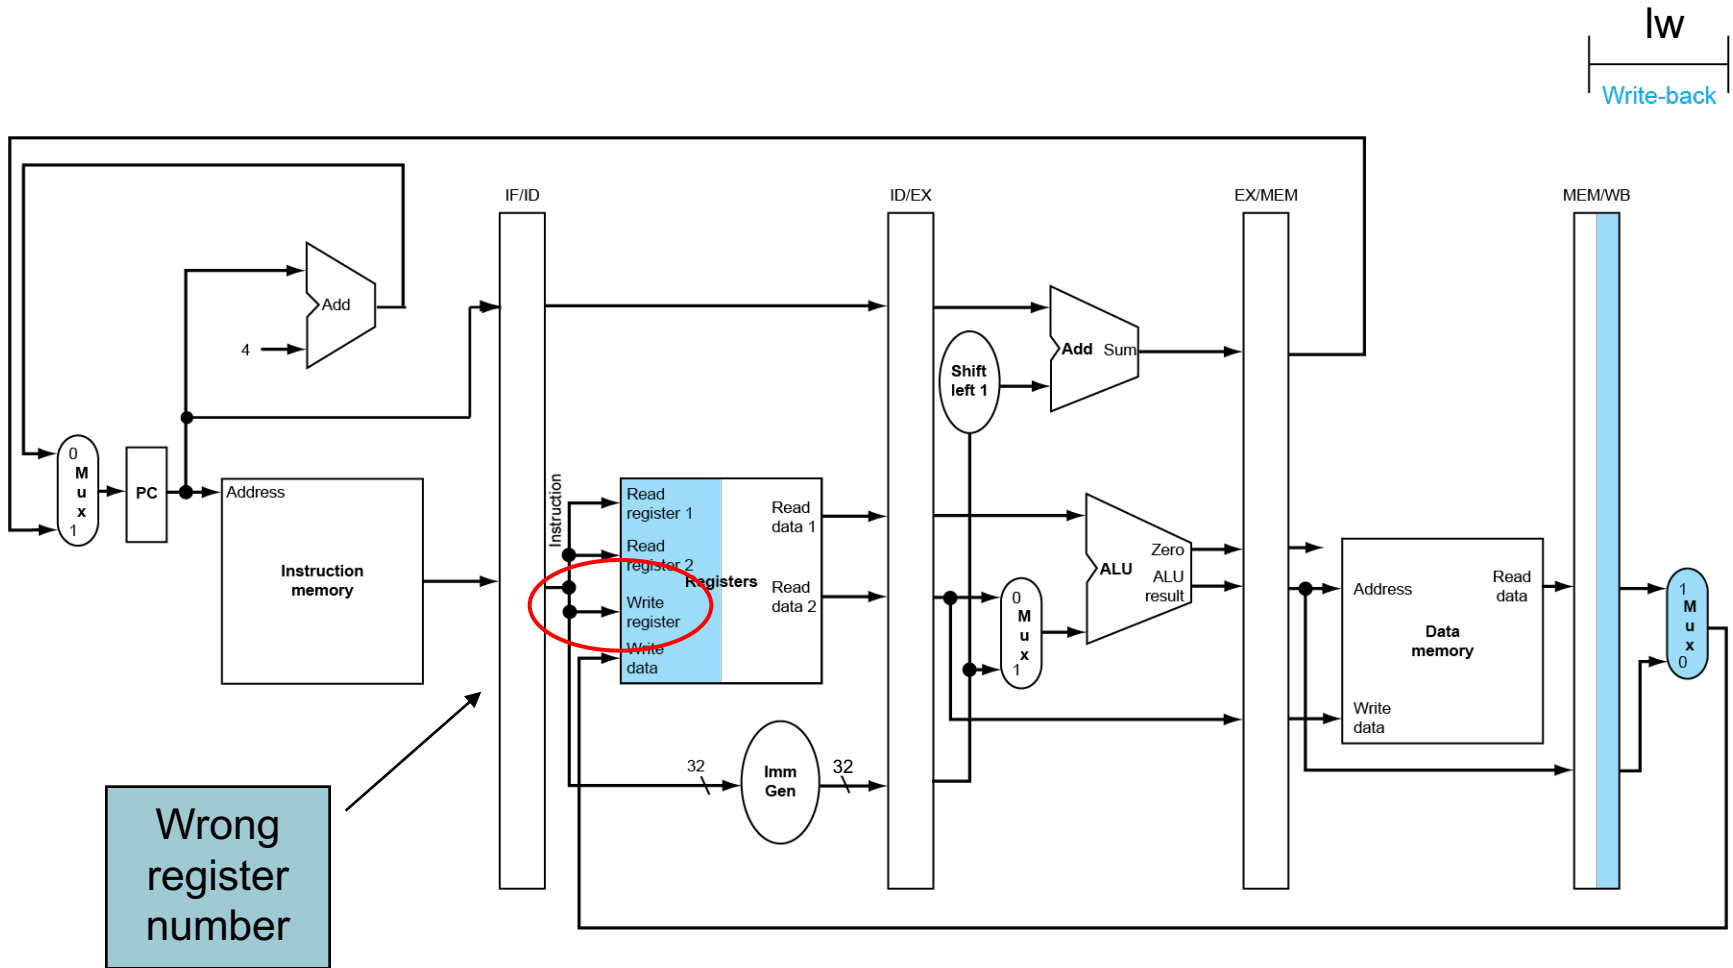 lw
Write-back
IF/ID
ID/EX
EX/MEM
MEM/WB
Add
4
Add Sum
Shift
left 1
0
M
u
x
1
PC
Address
Instruction
memory
Instruction
Read
register 1
Read
register 2
Registers
Write
register
Write
data
Read
data 1
Read
data 2
0
M
u
x
1
Zero
ALU
ALU
result
Address
Read
data
Data
memory
Write
data
1
M
u
x
0
32
Imm
Gen
32
Wrong
register
number